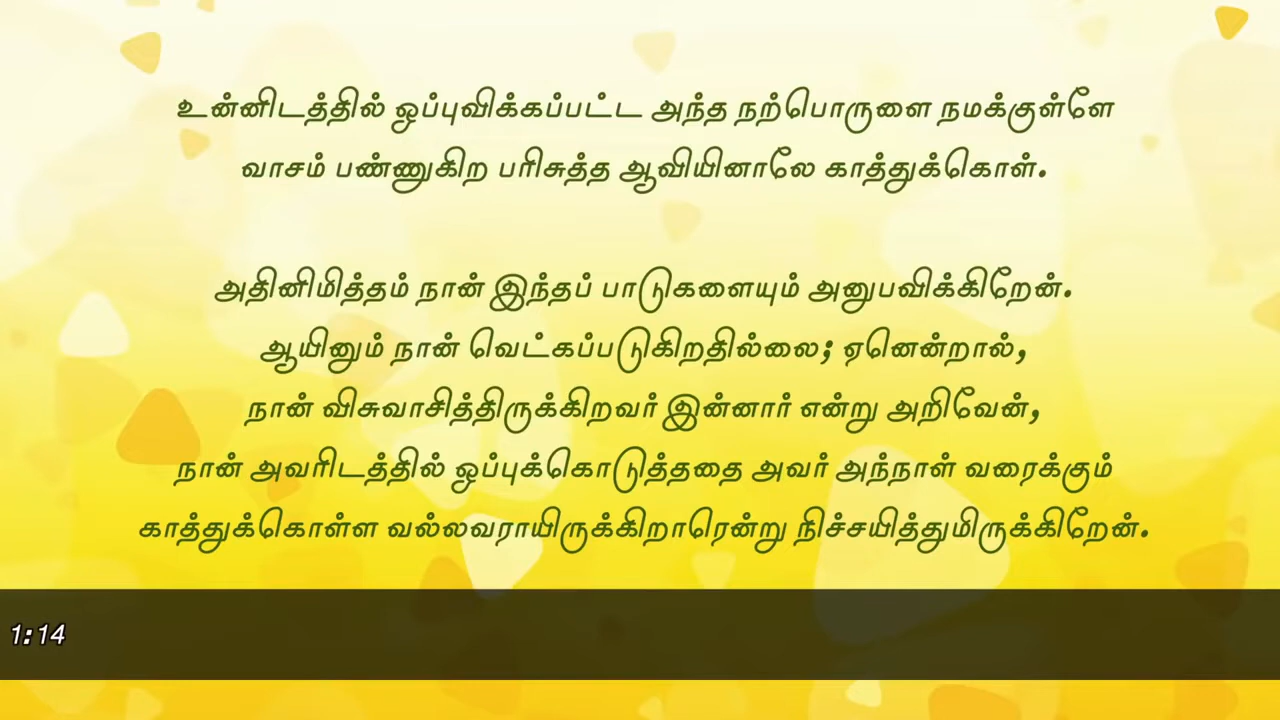 உன்னிடத்தில் ஒப்புவிக்கப்பட்ட அந்த நற்பொருளை நமக்குள்ளே
வாசம் பண்ணுகிற பரிசுத்த ஆவியினாலே காத்துக்கொள்.
அதினிமித்தம் நான் இந்தப் பாடுகளையும் அனுபவிக்கிறேன்.
ஆயினும் நான் வெட்கப்படுகிறதில்லை; ஏனென்றால்,
நான் விசுவாசித்திருக்கிறவர் இன்னார் என்று அறிவேன்,
நான் அவரிடத்தில் ஒப்புக்கொடுத்ததை அவர் அந்நாள் வரைக்கும்
காத்துக்கொள்ள வல்லவராயிருக்கிறாரென்று நிச்சயித்துமிருக்கிறேன்.
1:14